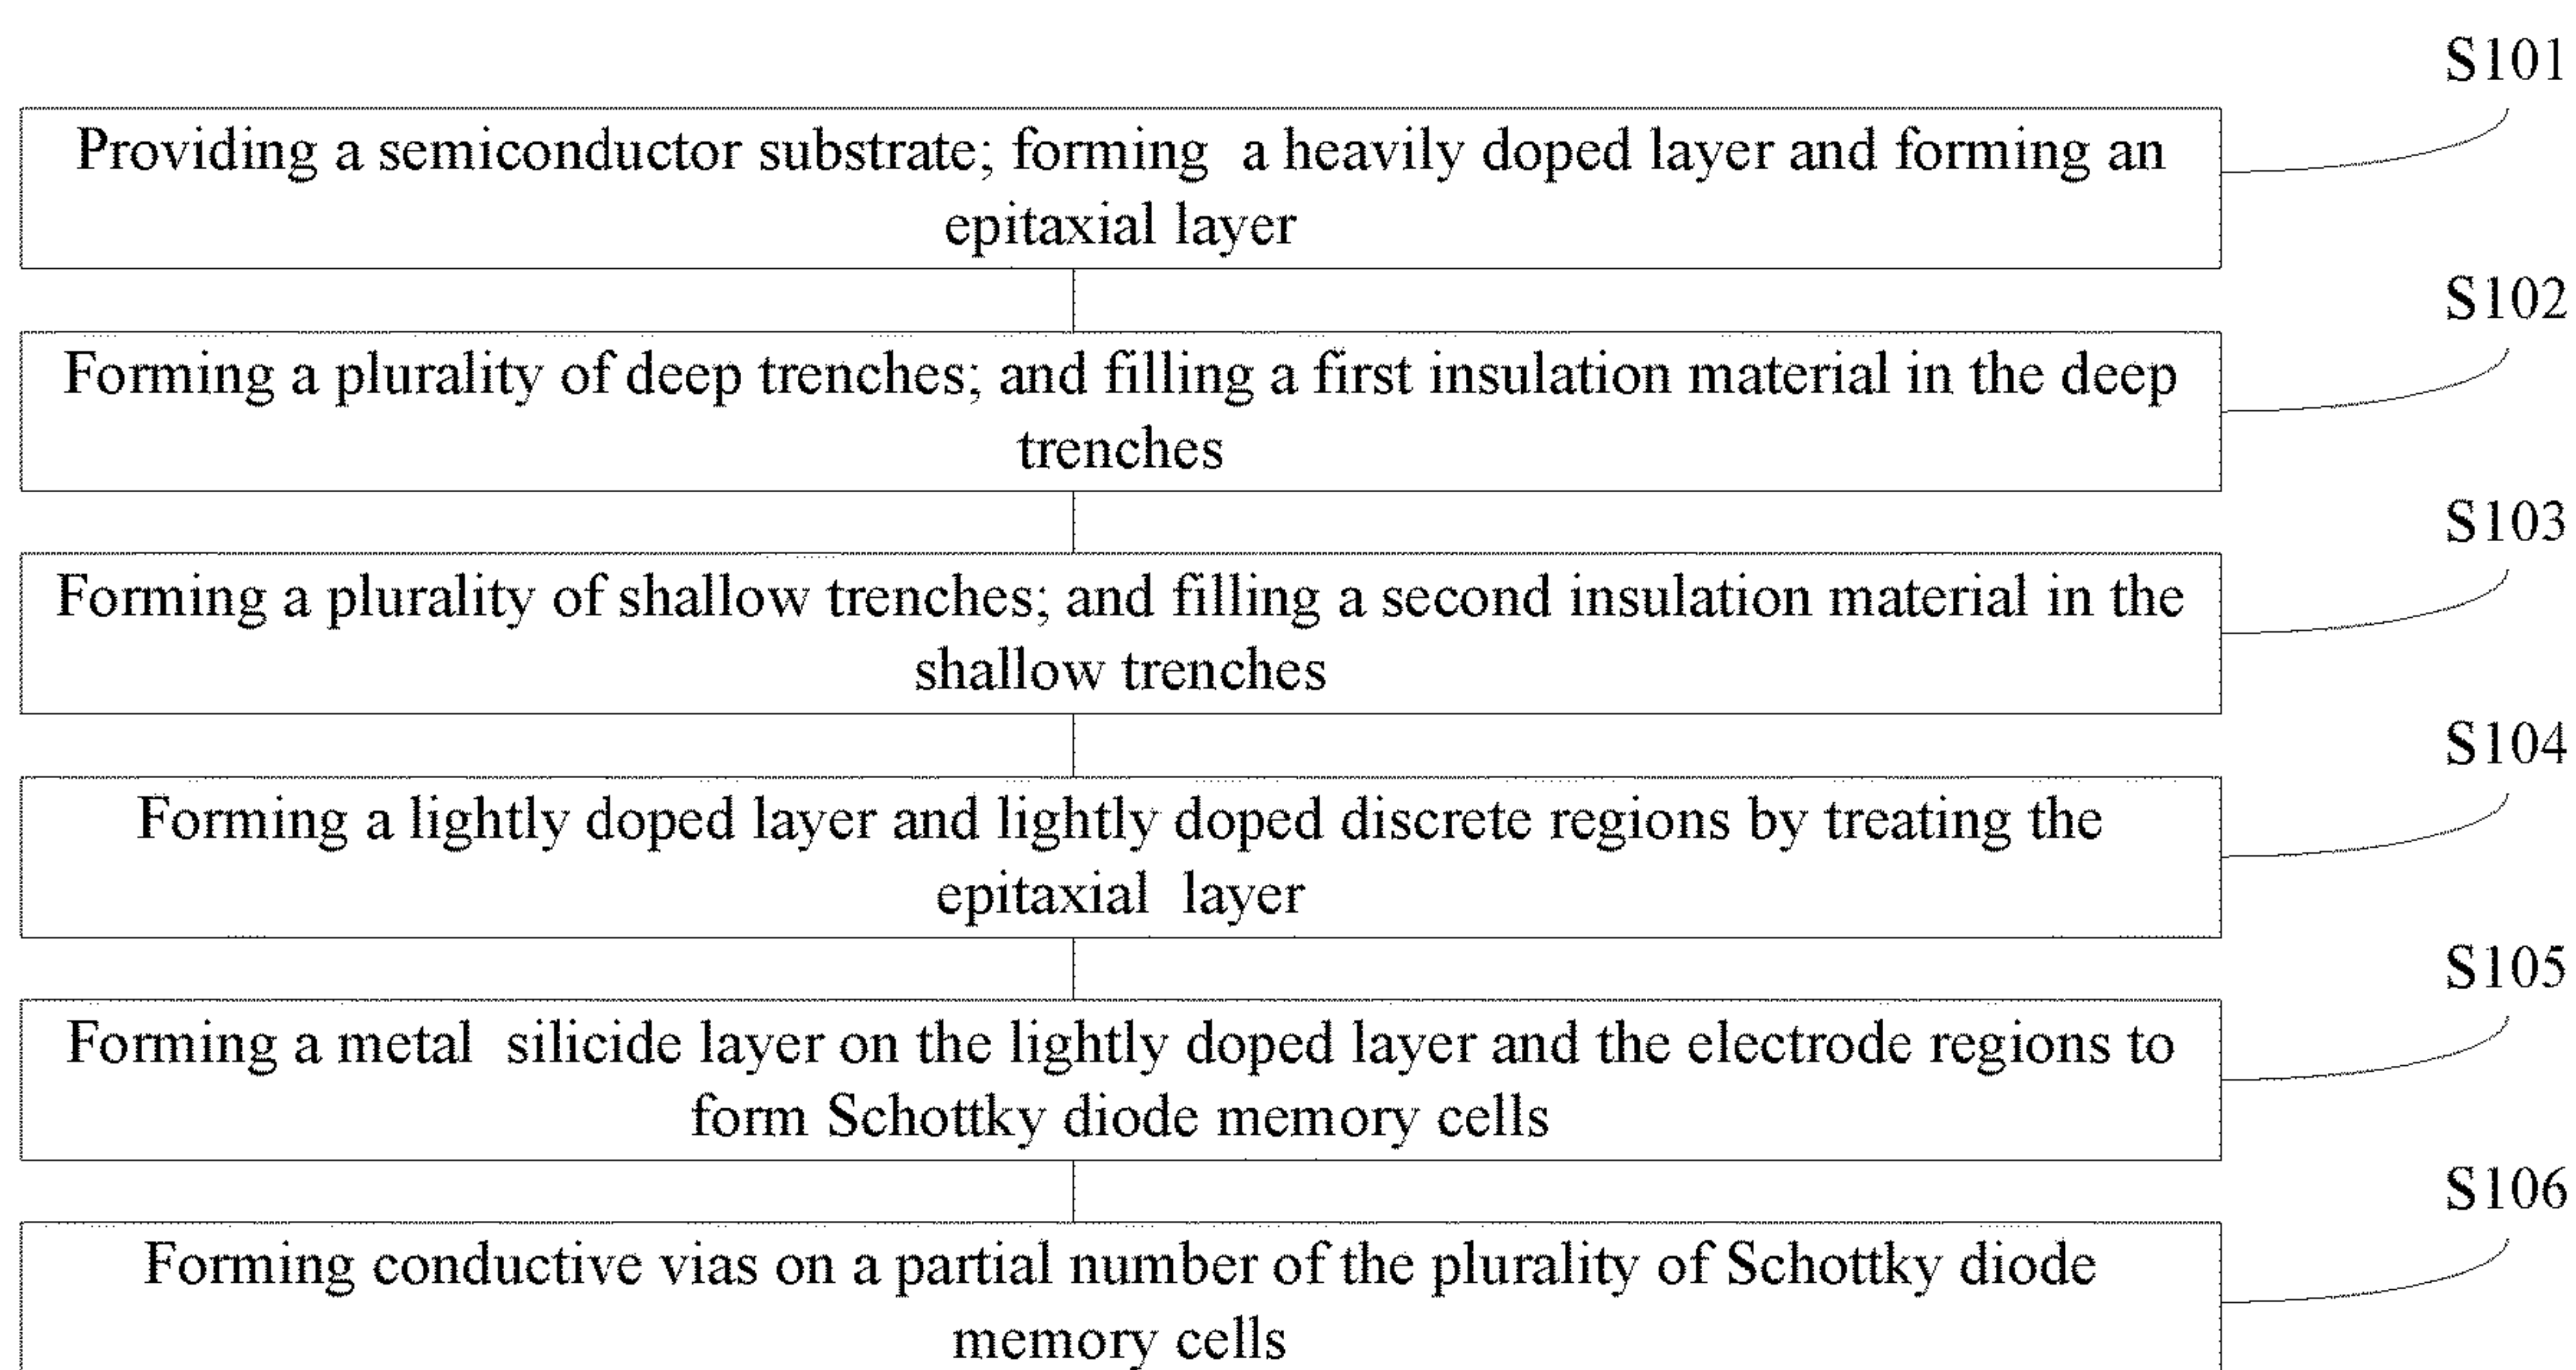 S101
Providing a semiconductor substrate; forming a heavily doped layer and forming an
epitaxial layer
S102
Forming a plurality of deep trenches; and filling a first insulation material in the deep
trenches
S103
Forming a plurality of shallow trenches; and filling a second insulation material in the
shallow trenches
S104
Forming a lightly doped layer and lightly doped discrete regions by treating the
epitaxial layer
S105
Forming a metal silicide layer on the lightly doped layer and the electrode regions to
form Schottky diode memory cells
S106
Forming conductive vias on a partial number of the plurality of Schottky diode
memory cells